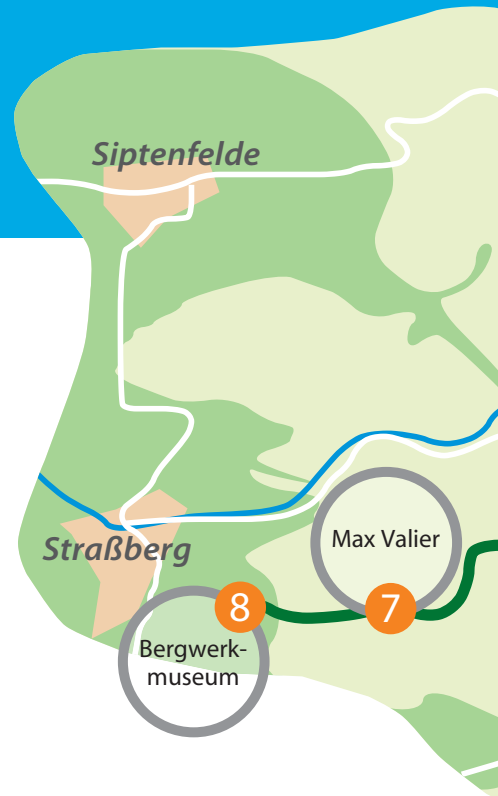 Siptenfelde
Straßberg
Max Valier
7
8
Bergwerk-
museum